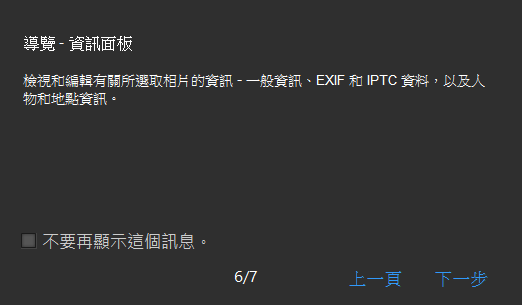 導覽 - 資訊面板
檢視和編輯有關所選取相片的資訊 - 一般資訊、EXIF 和 IPTC 資料，以及人
物和地點資訊。
不要再顯示這個訊息。
6/7
上一頁
下一步